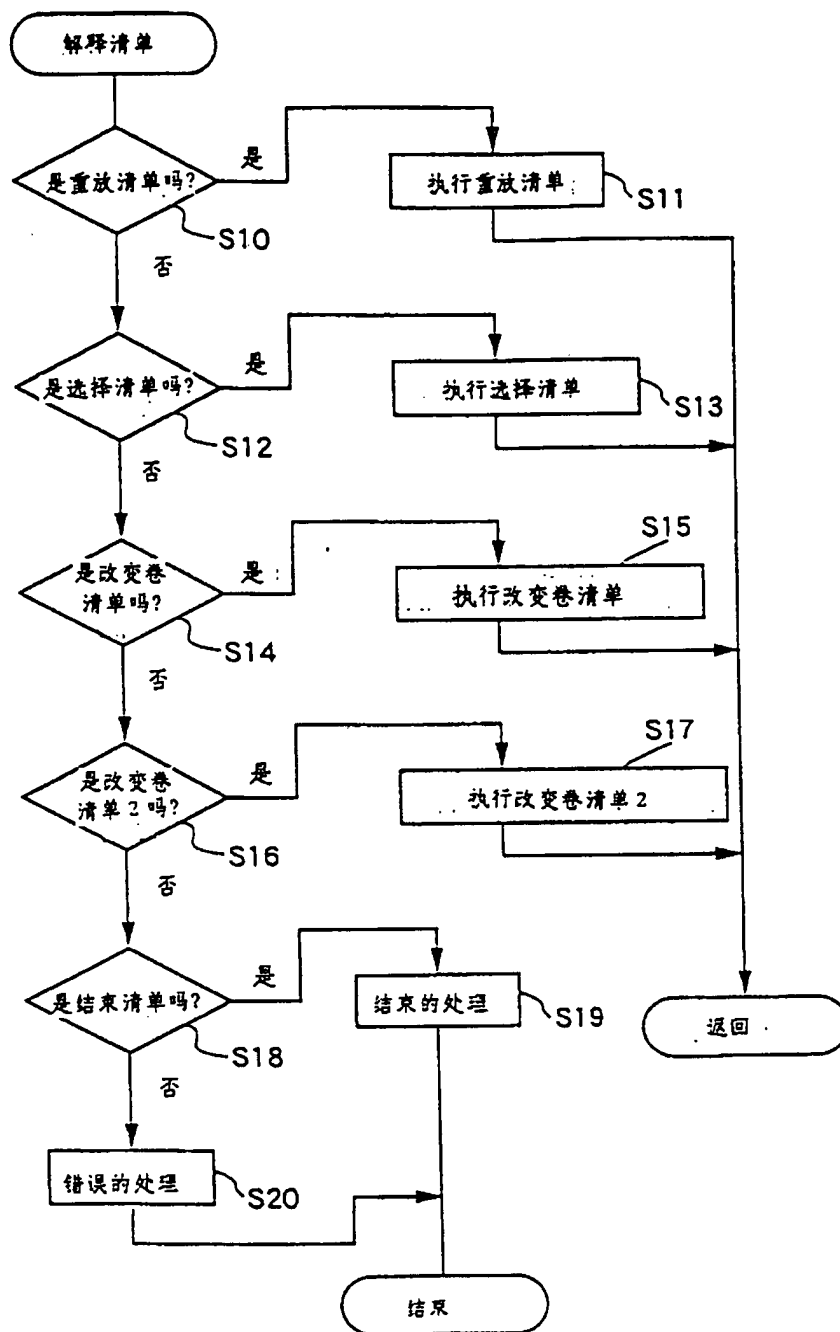 解释清单
是重放清单吗?
是
执行重放清单
S11
S10
否
是选择清单吗?
是
执行选择清单
S13
S12
否
是改变卷
清单吗?
是
S15
执行改变卷清单
S14
否
是改变卷
清单2吗?
是
S17
执行改变卷清单2
S16
否
是结束清单吗?
是
结束的处理
S19
返回
S18
否
错误的处理
S20
结束